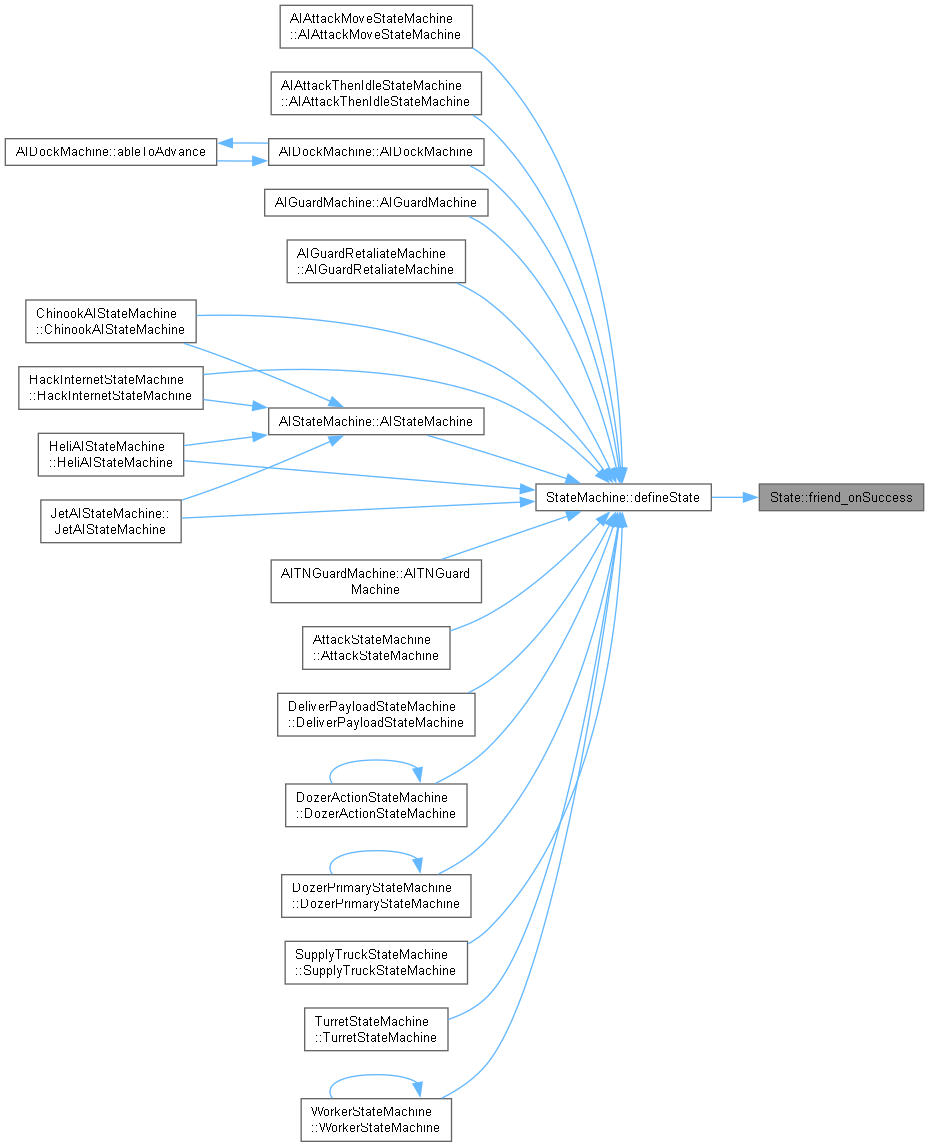 AIAttackMoveStateMachine
::AIAttackMoveStateMachine
AIAttackThenIdleStateMachine
::AIAttackThenIdleStateMachine
AIDockMachine::ableToAdvance
AIDockMachine::AIDockMachine
AIGuardMachine::AIGuardMachine
AIGuardRetaliateMachine
::AIGuardRetaliateMachine
ChinookAIStateMachine
::ChinookAIStateMachine
HackInternetStateMachine
::HackInternetStateMachine
AIStateMachine::AIStateMachine
HeliAIStateMachine
::HeliAIStateMachine
StateMachine::defineState
State::friend_onSuccess
JetAIStateMachine::
JetAIStateMachine
AITNGuardMachine::AITNGuard
Machine
AttackStateMachine
::AttackStateMachine
DeliverPayloadStateMachine
::DeliverPayloadStateMachine
DozerActionStateMachine
::DozerActionStateMachine
DozerPrimaryStateMachine
::DozerPrimaryStateMachine
SupplyTruckStateMachine
::SupplyTruckStateMachine
TurretStateMachine
::TurretStateMachine
WorkerStateMachine
::WorkerStateMachine